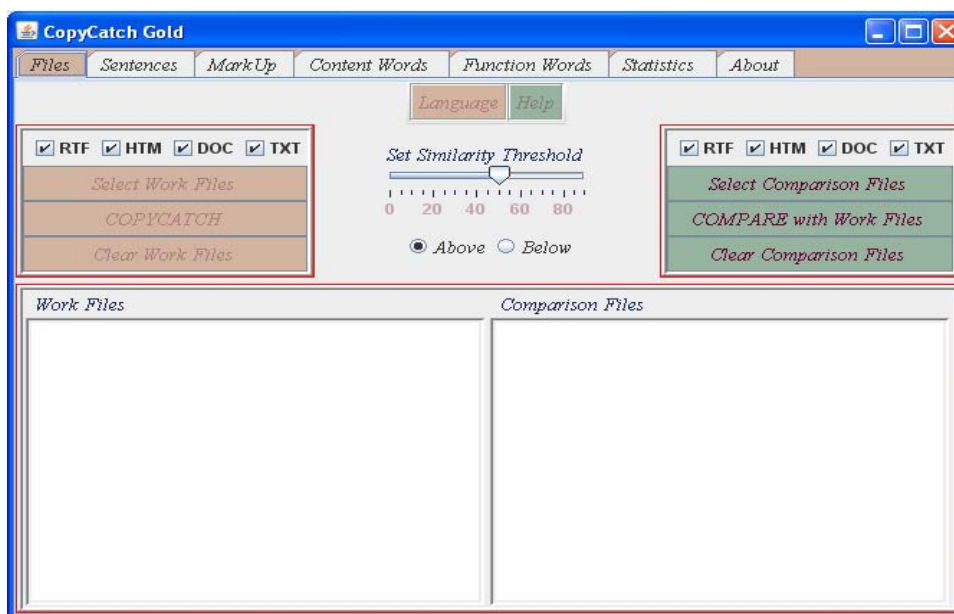 CopyCatch Gold
Files Sentences MarkUp Content Words Function Words Statistics About
Language Help
RTF HTM DOC TXT
Select Work Files
COPYCATCH
Clear Work Files
Set Similarity Threshold
0 20 40 60 80
Above Below
RTF HTM DOC TXT
Select Comparison Files
COMPARE with Work Files
Clear Comparison Files
Work Files Comparison Files